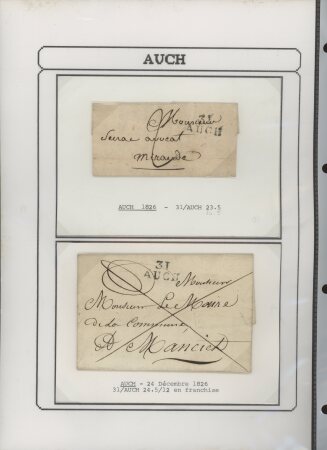 AUCH
31
AUCH
Monsieur
avocat
Mirande
AUCH 1826 - 31/AUCH 23.5
31
AUCH
Monsieur
Monsieur Le Maire
de la Commune
D Manciet
AUCH - 24 Décembre 1826
31/AUCH 24.5/12 en franchise